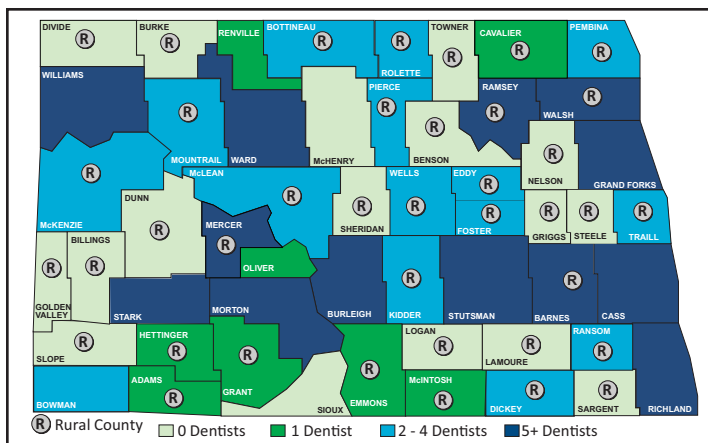 DIVIDE
BURKE
RENVILLE
BOTTINEAU
ROLETTE
TOWNER
CAVALIER
PEMBINA
WILLIAMS
MOUNTRAIL
WARD
McHENRY
PIERCE
BENSON
RAMSEY
WALSH
NELSON
GRAND FORKS
McKENZIE
DUNN
McLEAN
MERCER
OLIVER
SHERIDAN
WELLS
EDDY
FOSTER
GRIGGS
STEELE
TRAILL
GOLDEN
VALLEY
BILLINGS
STARK
MORTON
BURLEIGH
KIDDER
STUTSMAN
BARNES
CASS
SLOPE
HETTINGER
GRANT
SIOUX
EMMONS
LOGAN
LAMOURE
RANSOM
BOWMAN
ADAMS
McINTOSH
DICKEY
SARGENT
RICHLAND
R R R R R R R R R R R R R R R R R R R R R R R R R R R R R R R R R R R R R
R Rural County 0 Dentists 1 Dentist 2 - 4 Dentists 5+ Dentists